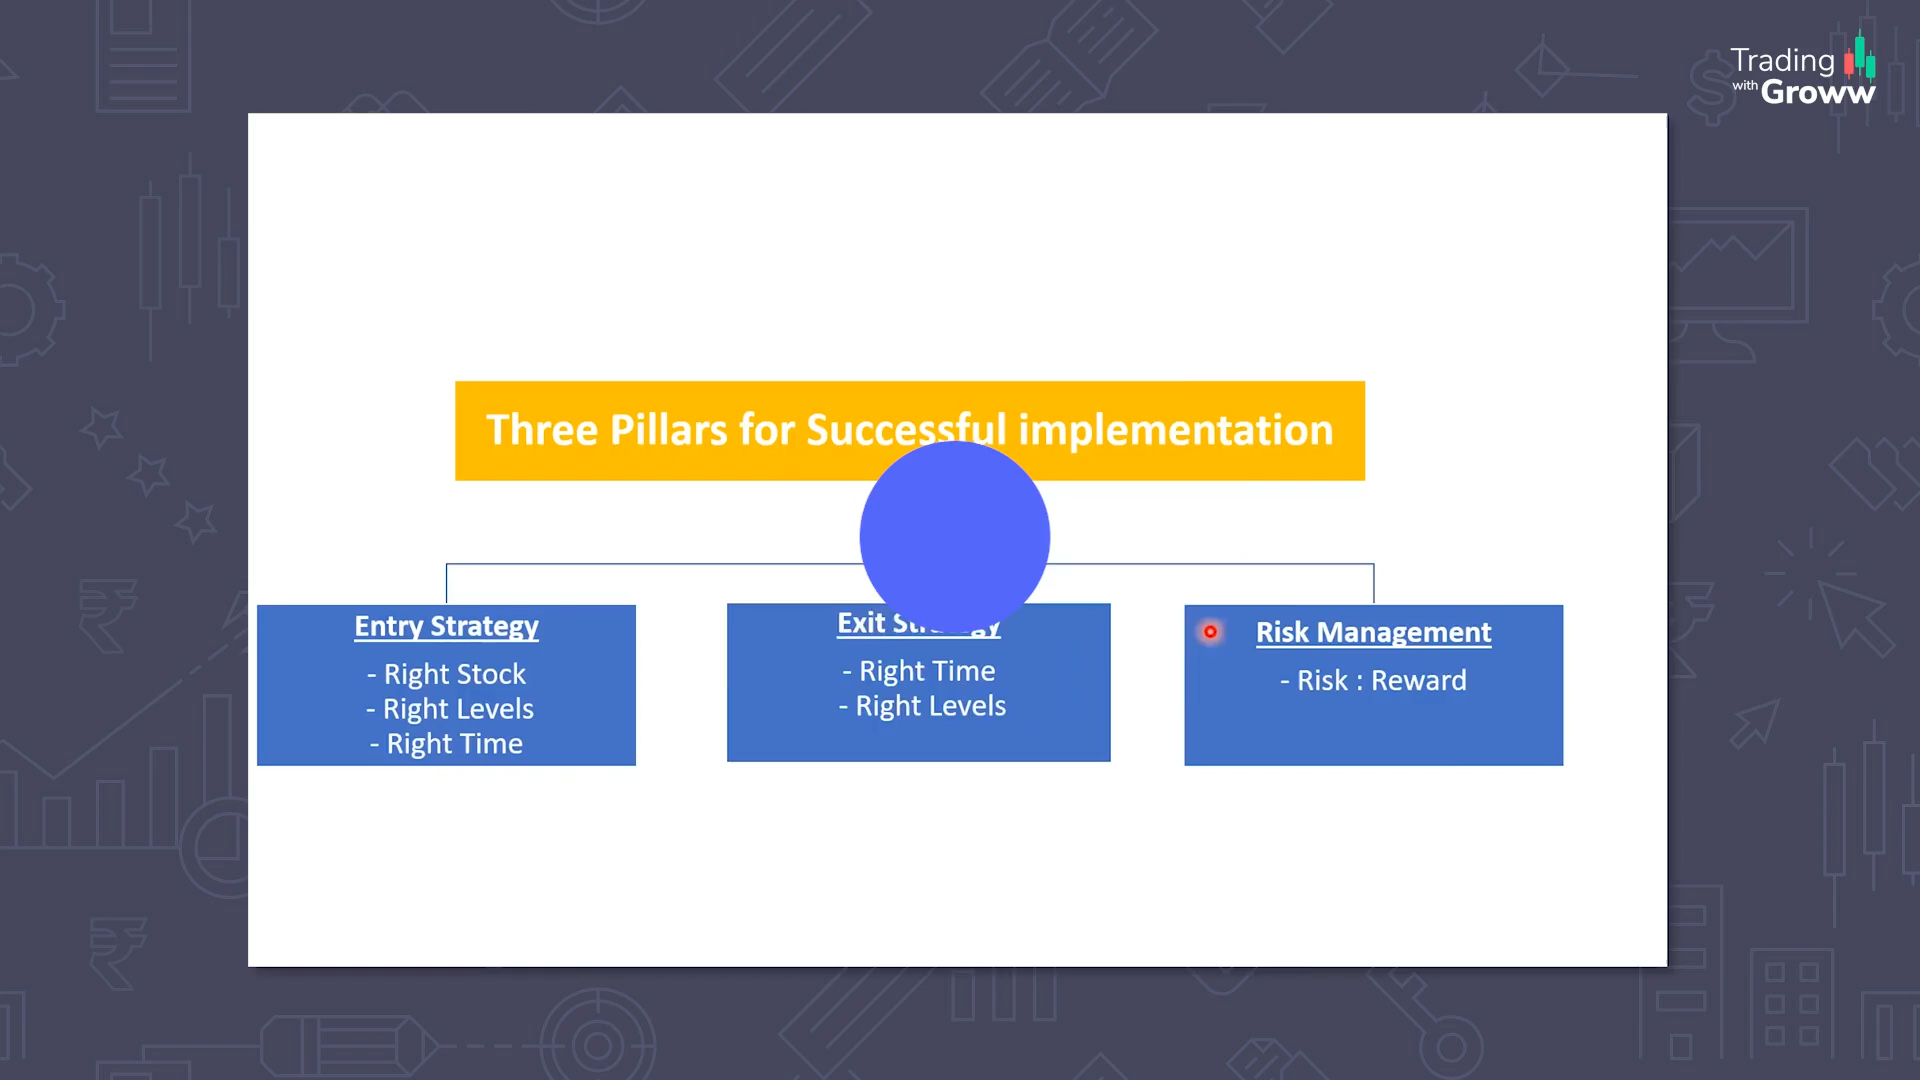 Trading
with Groww
Three Pillars for Successful implementation
Entry Strategy
- Right Stock
- Right Levels
- Right Time
Exit
- Right Time
- Right Levels
Risk Management
- Risk : Reward